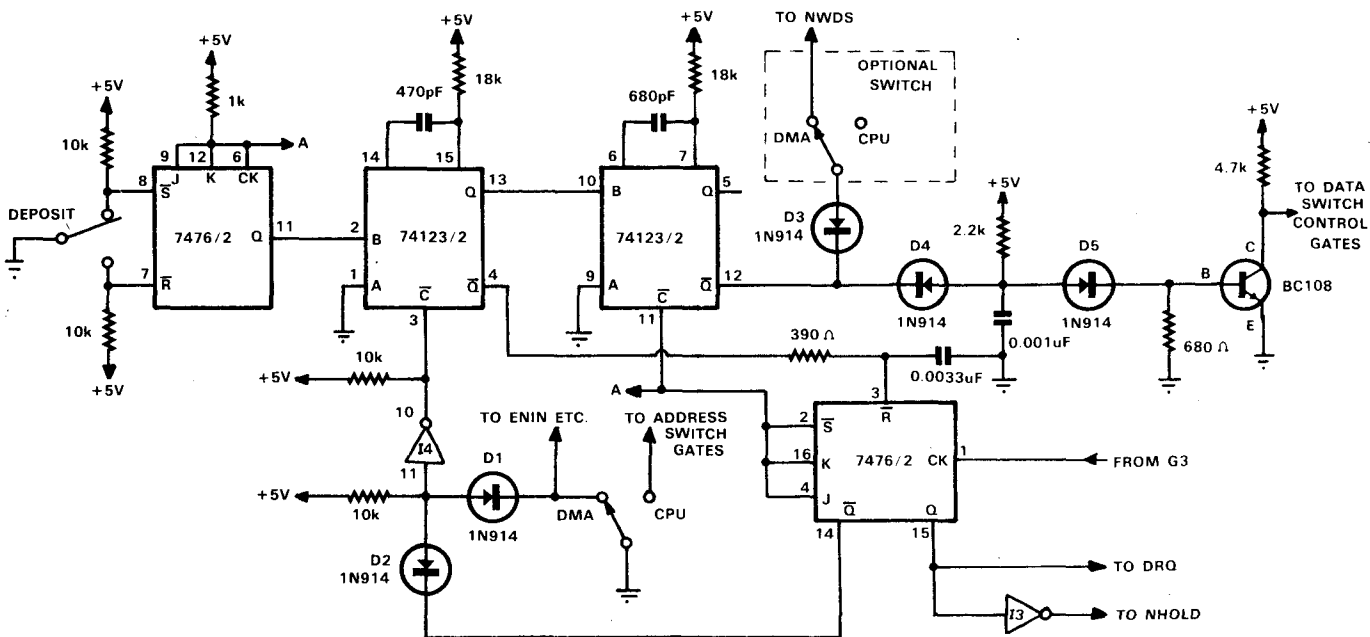 +5V
TO NWDS
+5V
+5V
OPTIONAL
SWITCH
18k
18k
470pF
680pF
+5V
1k
+5V
10k
+5V
DMA
CPU
4.7k
9
12
6
A
14
15
6
7
J
K
CK
8
S
13
10
5
Q
B
Q
+5V
TO DATA
SWITCH
CONTROL
GATES
DEPOSIT
7476/2
Q
11
2
B
74123/2
74123/2
D3
1N914
2.2k
D4
D5
C
B
BC108
E
7
R
1
A
C
Q
4
9
A
C
Q
12
1N914
1N914
3
11
10k
+5V
390 Ω
0.001uF
680 Ω
0.0033uF
10k
+5V
A
3
10
TO ENIN ETC.
TO ADDRESS
SWITCH
GATES
2
S
R
I4
16
K
7476/2
CK
1
FROM G3
11
D1
4
J
+5V
10k
DMA
CPU
Q
Q
1N914
14
15
D2
1N914
TO DRQ
I3
TO NHOLD